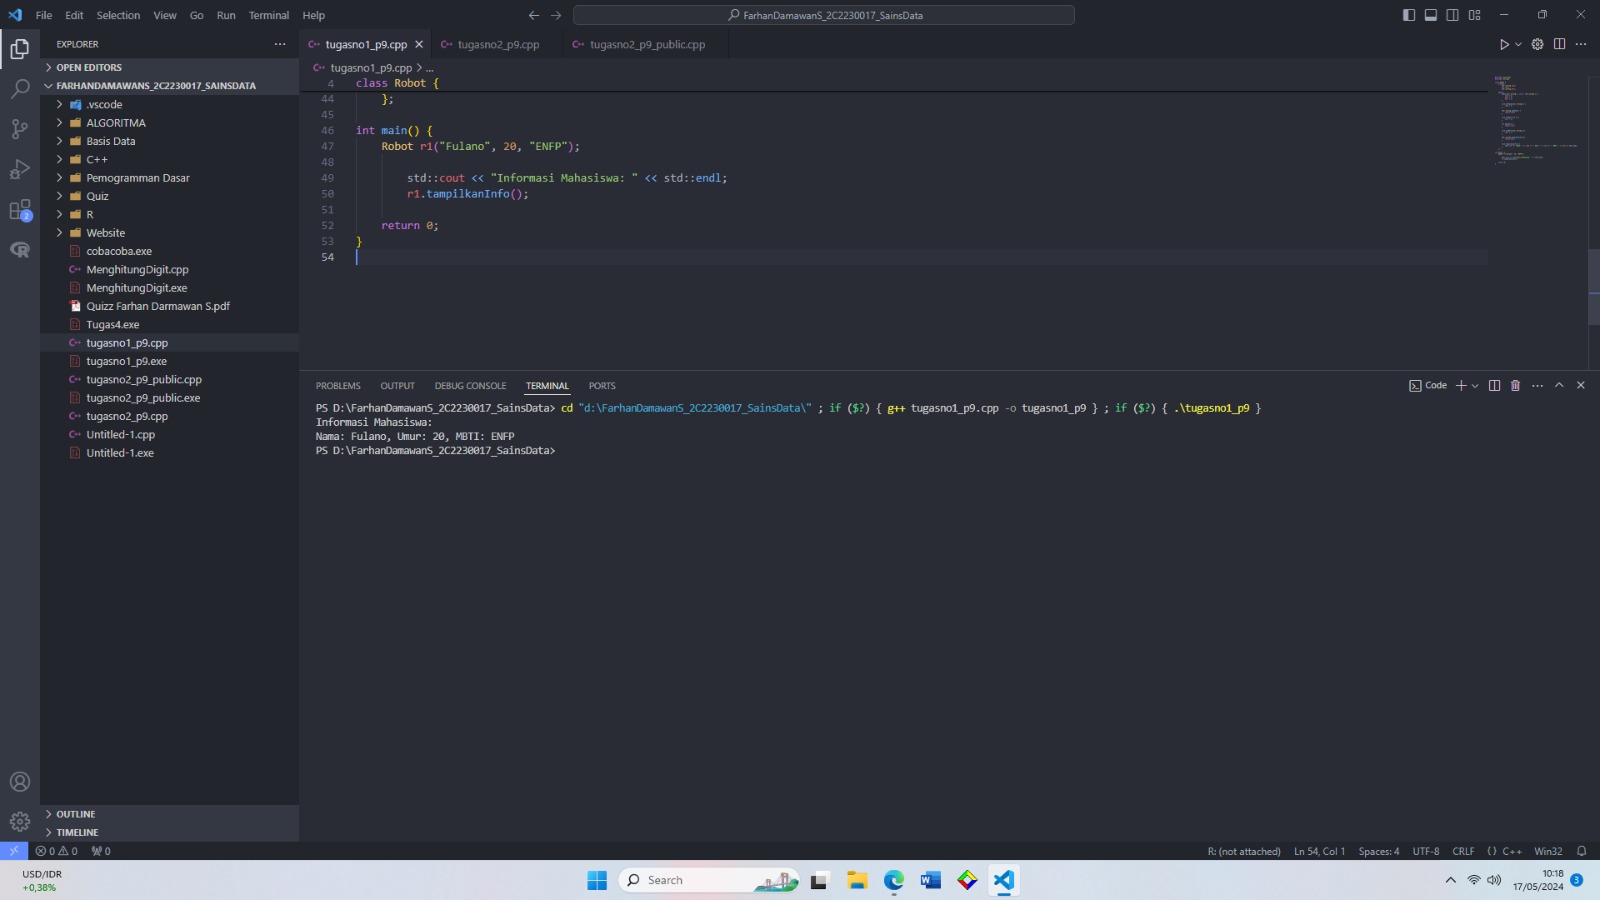 File Edit Selection View Go Run Terminal Help
FarhanDamawanS_2C2230017_SainsData
EXPLORER
OPEN EDITORS
FARHANDAMAWANS_2C2230017_SAINSDATA
.vscode
ALGORITMA
Basis Data
C++
Pemogramman Dasar
Quiz
R
Website
cobacoba.exe
MenghitungDigit.cpp
MenghitungDigit.exe
Quizz Farhan Darmawan S.pdf
Tugas4.exe
tugasno1_p9.cpp
tugasno1_p9.exe
tugasno2_p9_public.cpp
tugasno2_p9_public.exe
tugasno2_p9.cpp
Untitled-1.cpp
Untitled-1.exe
OUTLINE
TIMELINE
2
tugasno1_p9.cpp tugasno2_p9.cpp tugasno2_p9_public.cpp
tugasno1_p9.cpp > ...
4 class Robot {
44 };
45
46 int main() {
47 Robot r1("Fulano", 20, "ENFP");
48
49 std::cout << "Informasi Mahasiswa: " << std::endl;
50 r1.tampilkanInfo();
51
52 return 0;
53 }
54
PROBLEMS OUTPUT DEBUG CONSOLE TERMINAL PORTS
Code
PS D:\FarhanDamawanS_2C2230017_SainsData> cd "d:\FarhanDamawanS_2C2230017_SainsData\" ; if ($?) { g++ tugasno1_p9.cpp -o tugasno1_p9 } ; if ($?) { .\tugasno1_p9 }
Informasi Mahasiswa:
Nama: Fulano, Umur: 20, MBTI: ENFP
PS D:\FarhanDamawanS_2C2230017_SainsData>
0 0 0
R: (not attached) Ln 54, Col 1 Spaces: 4 UTF-8 CRLF {} C++ Win32
USD/IDR
+0,38%
Search
10:18
17/05/2024
3